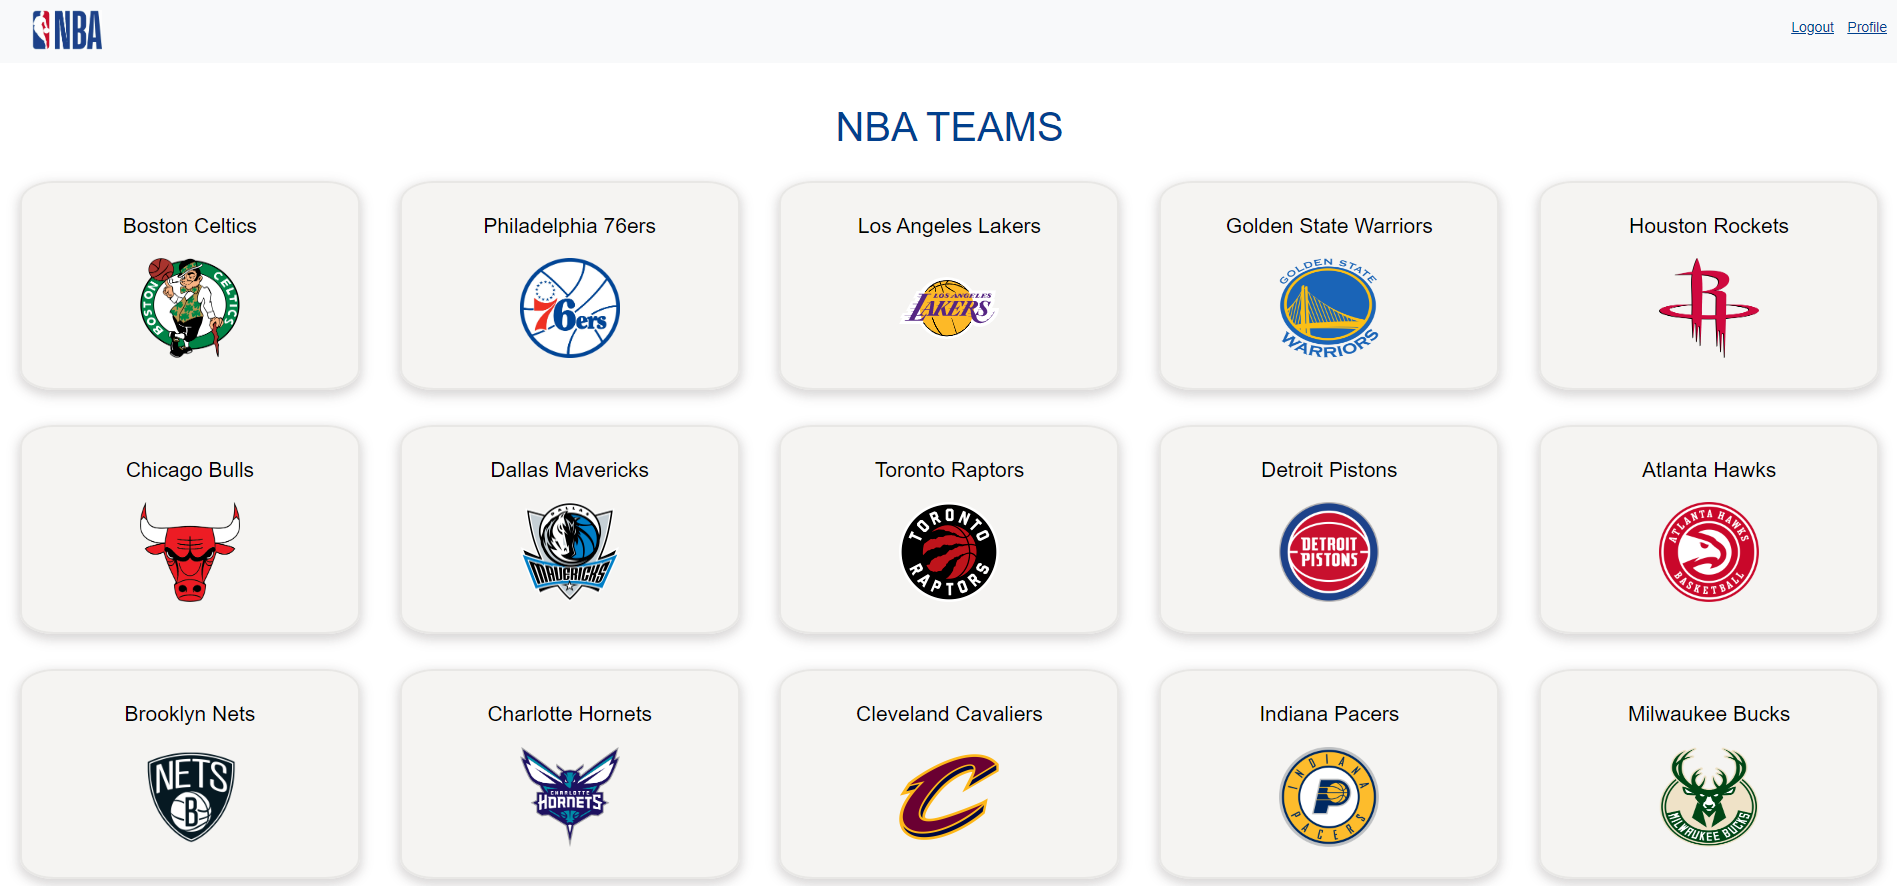 NBA
Logout Profile
NBA TEAMS
Boston Celtics
BOSTON CELTICS
Philadelphia 76ers
76ers
Los Angeles Lakers
LOS ANGELES
LAKERS
Golden State Warriors
GOLDEN STATE
WARRIORS
Houston Rockets
R
Chicago Bulls
Dallas Mavericks
DALLAS
MAVERICKS
Toronto Raptors
TORONTO
RAPTORS
Detroit Pistons
DETROIT
PISTONS
Atlanta Hawks
ATLANTA HAWKS
BASKETBALL
Brooklyn Nets
NETS
B
Charlotte Hornets
CHARLOTTE
HORNETS
Cleveland Cavaliers
C
Indiana Pacers
INDIANA
P
PACERS
Milwaukee Bucks
MILWAUKEE BUCKS